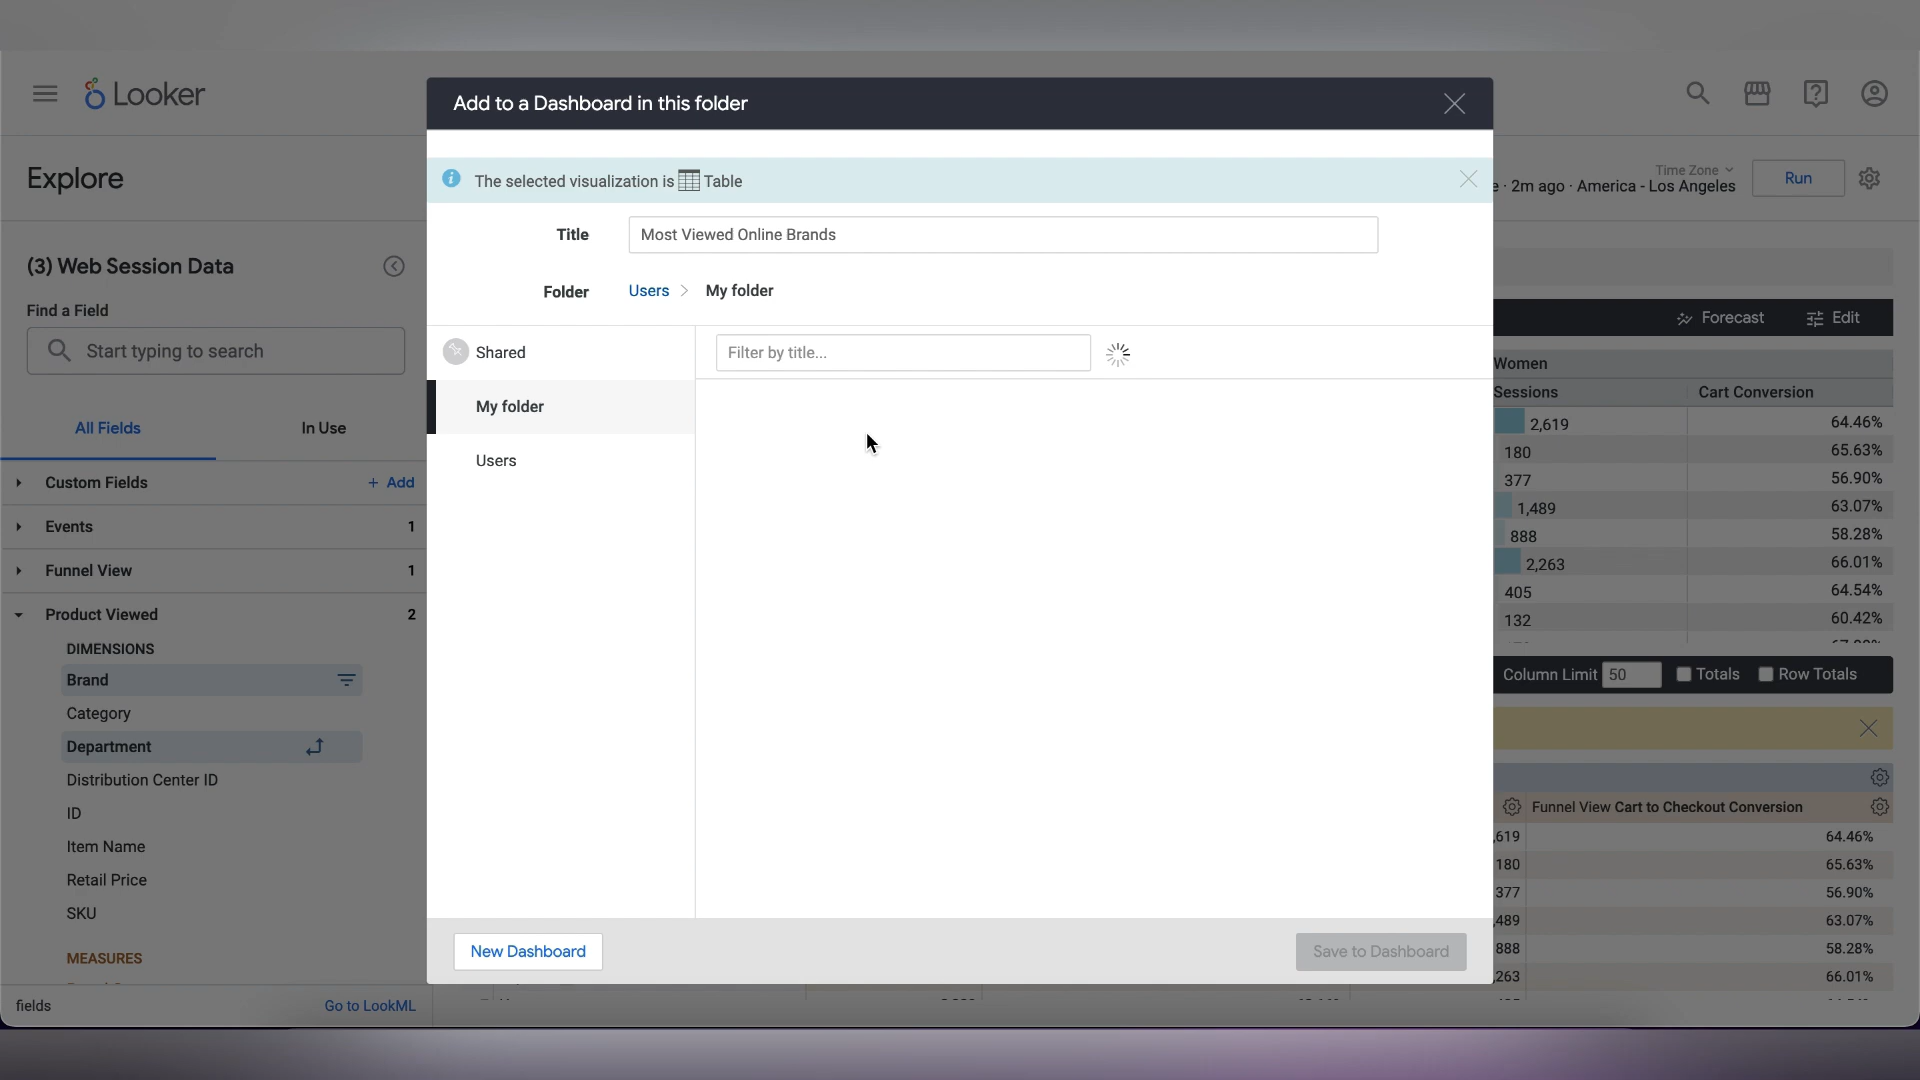 Looker
Add to a Dashboard in this folder
Explore
The selected visualization is Table
Time Zone
· 2m ago · America - Los Angeles
Run
Title
Most Viewed Online Brands
(3) Web Session Data
Folder
Users > My folder
Find a Field
Start typing to search
Shared
Filter by title...
My folder
Users
Forecast
Edit
Women
Sessions
Cart Conversion
2,619
64.46%
180
65.63%
377
56.90%
1,489
63.07%
888
58.28%
2,263
66.01%
405
64.54%
132
60.42%
All Fields
In Use
Custom Fields
+ Add
Events
1
Funnel View
1
Product Viewed
2
DIMENSIONS
Brand
Category
Department
Distribution Center ID
ID
Item Name
Retail Price
SKU
MEASURES
Column Limit 50
Totals
Row Totals
Funnel View Cart to Checkout Conversion
,619
64.46%
180
65.63%
377
56.90%
489
63.07%
888
58.28%
,263
66.01%
New Dashboard
Save to Dashboard
fields
Go to LookML